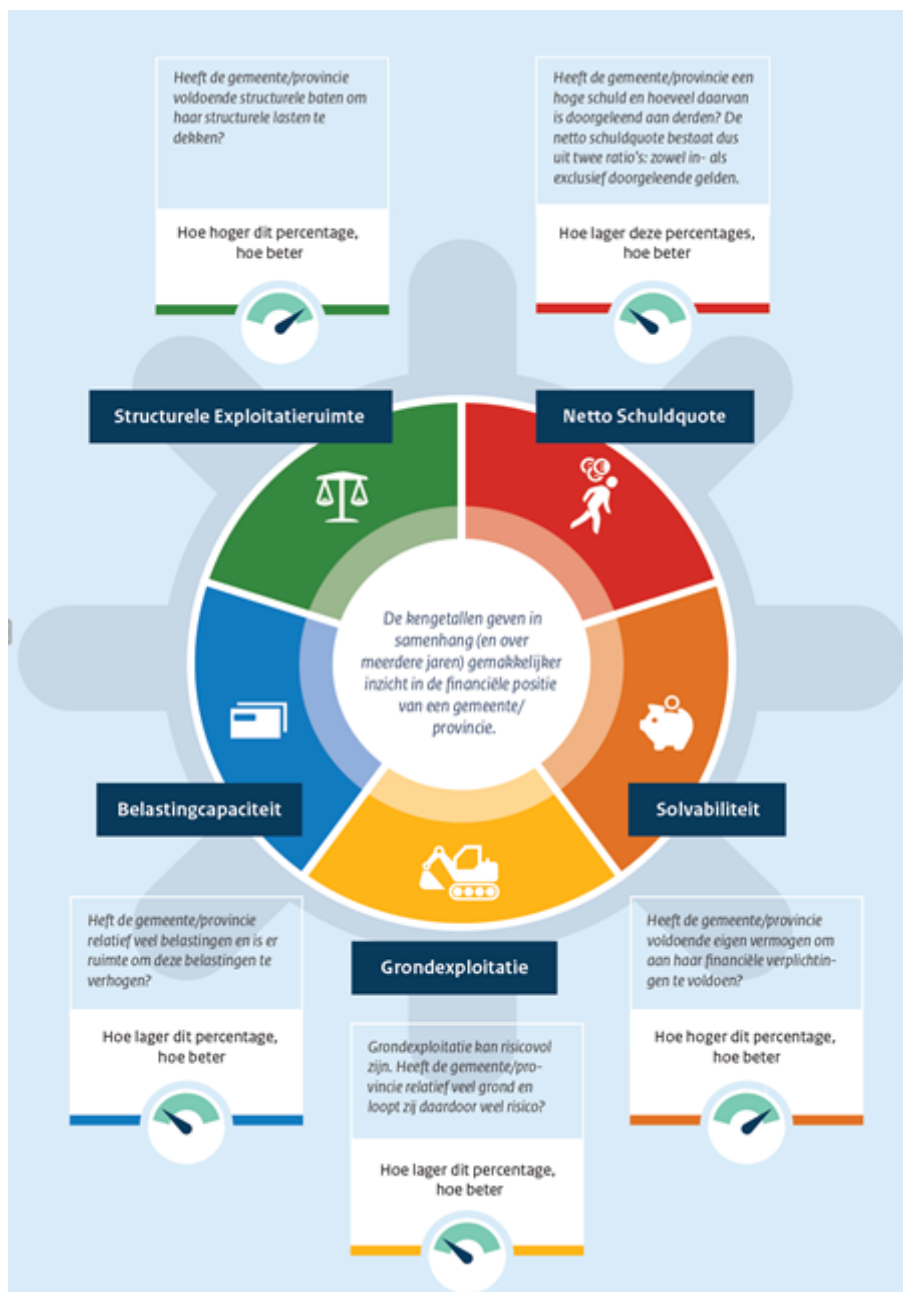 Heeft de gemeente/provincie
voldoende structurele baten om
haar structurele lasten te
dekken?
Hoe hoger dit percentage,
hoe beter
Heeft de gemeente/provincie een
hoge schuld en hoeveel daarvan
is doorgeleend aan derden? De
netto schuldquote bestaat dus
uit twee ratio's: zowel in- als
exclusief doorgeleende gelden.
Hoe lager deze percentages,
hoe beter
Structurele Exploitatieruimte
Netto Schuldquote
De kengetallen geven in
samenhang (en over
meerdere jaren) gemakkelijker
inzicht in de financiële positie
van een gemeente/
provincie.
Belastingcapaciteit
Solvabiliteit
Heft de gemeente/provincie
relatief veel belastingen en is er
ruimte om deze belastingen te
verhogen?
Hoe lager dit percentage,
hoe beter
Grondexploitatie
Grondexploitatie kan risicovol
zijn. Heeft de gemeente/pro-
vincie relatief veel grond en
loopt zij daardoor veel risico?
Hoe lager dit percentage,
hoe beter
Heeft de gemeente/provincie
voldoende eigen vermogen om
aan haar financiële verplichtin-
gen te voldoen?
Hoe hoger dit percentage,
hoe beter